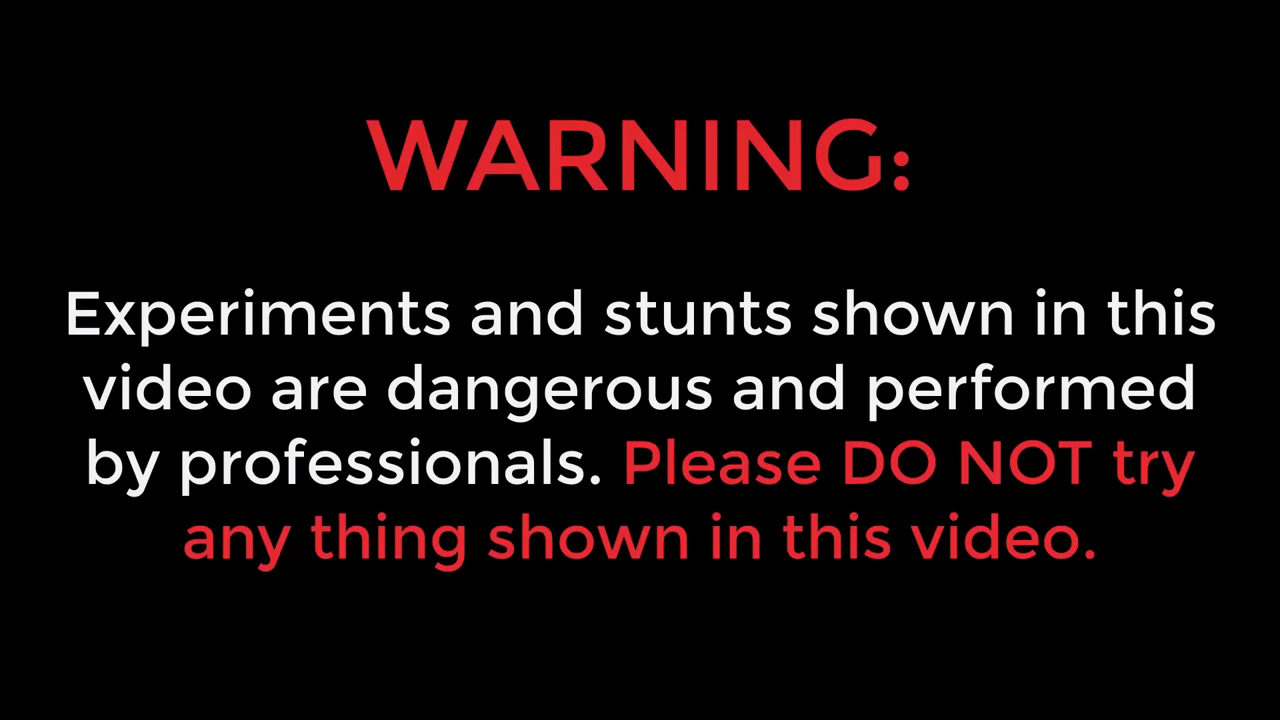 WARNING:
Experiments and stunts shown in this
video are dangerous and performed
by professionals. Please DO NOT try
any thing shown in this video.